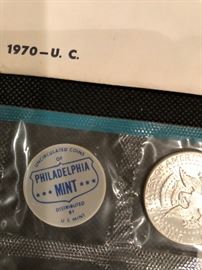 1970-U. C.
UNCIRCULATED COINS
OF
PHILADELPHIA
MINT
DISTRIBUTED
BY
U.S. MINT
AMERICA